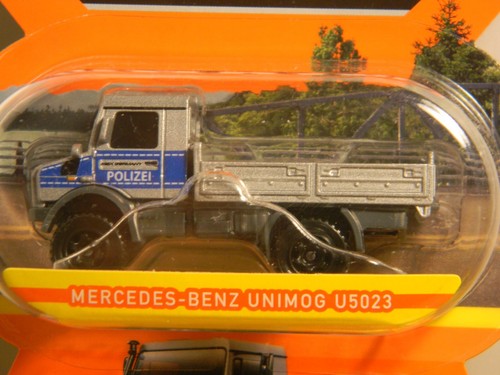 POLIZEI
MERCEDES-BENZ UNIMOG U5023